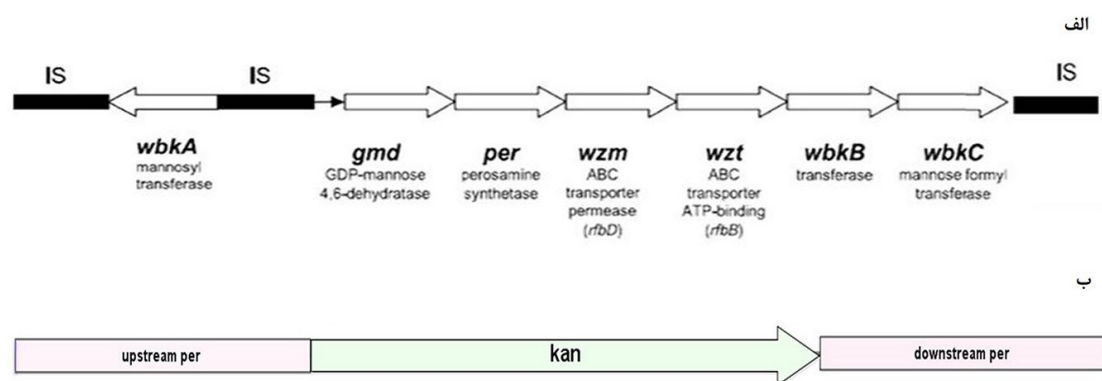 الف
IS IS IS
wbkA gmd per wzm wzt wbkB wbkC
mannosyl GDP-mannose perosamine ABC ABC transferase mannose formyl
transferase 4,6-dehydratase synthetase transporter transporter transferase
permease ATP-binding
(rfbD) (rfbB)
ب
upstream per kan downstream per